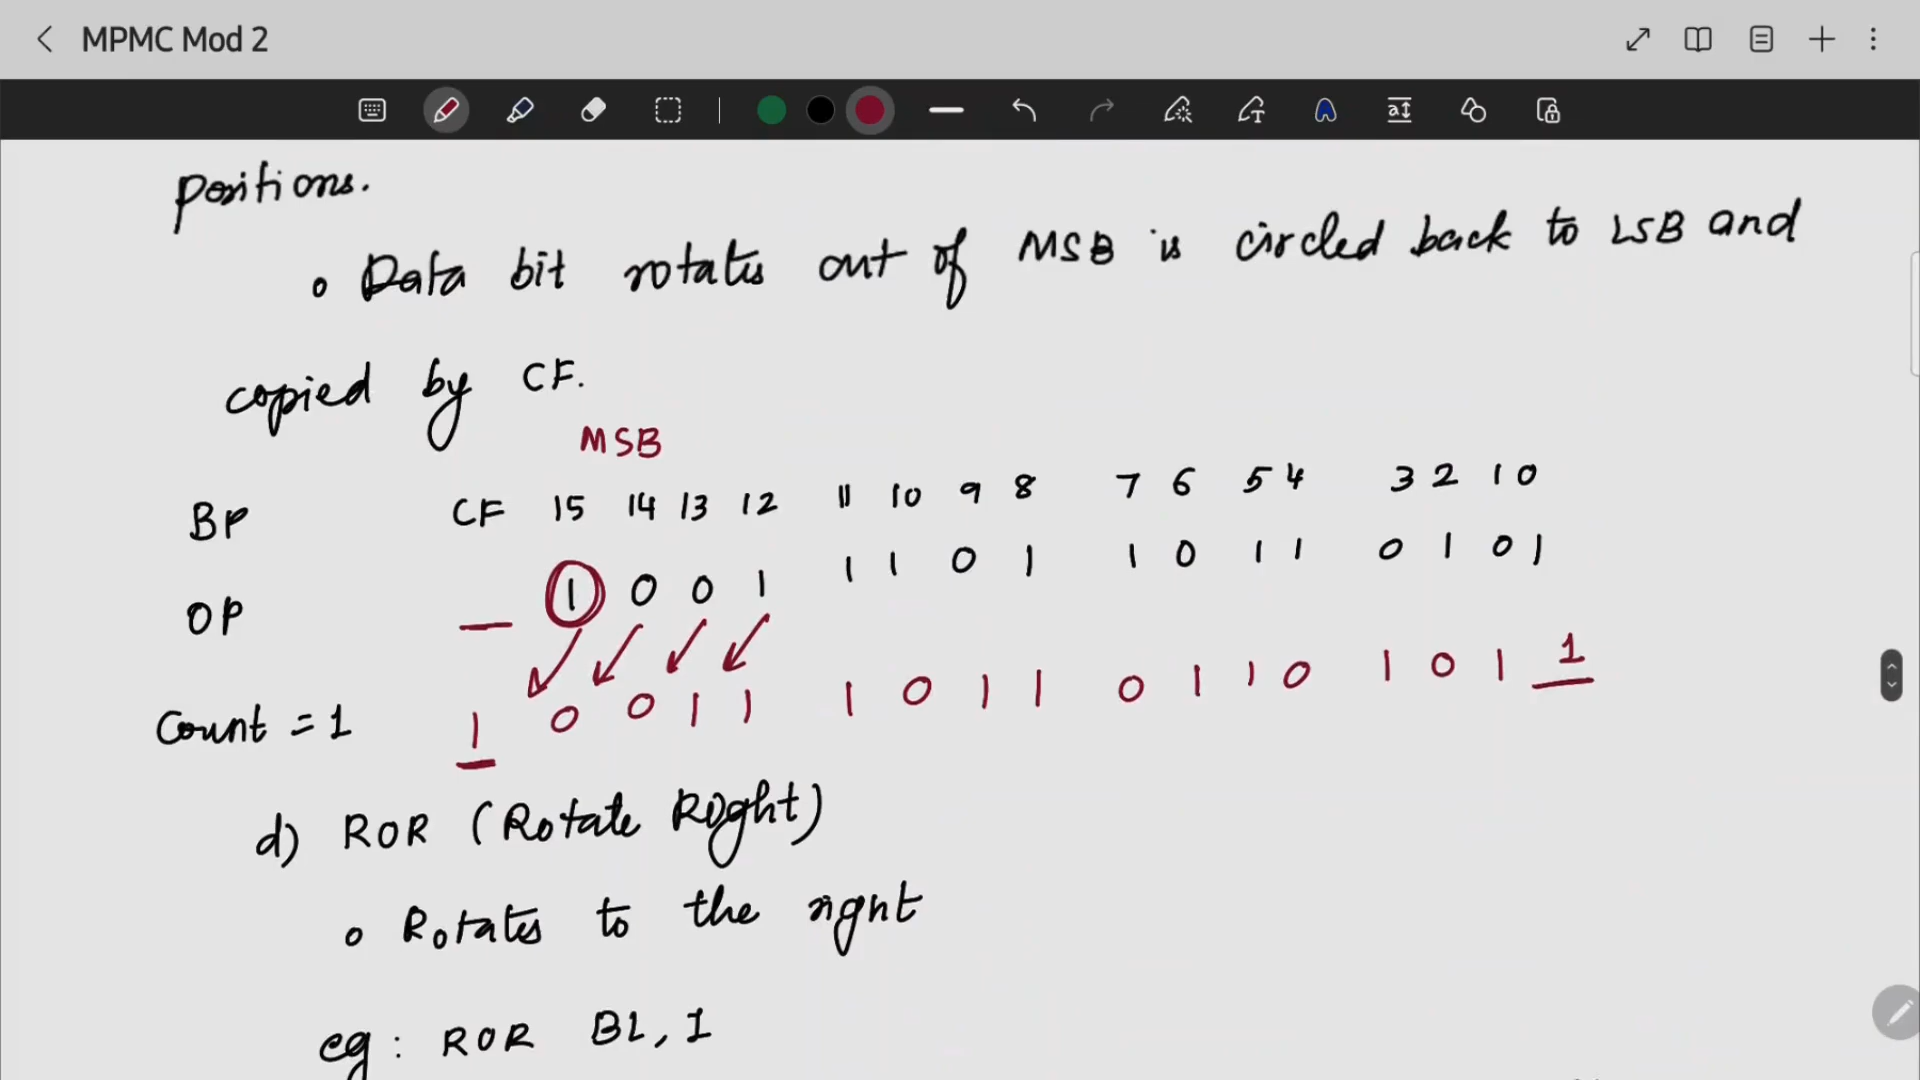 MPMC Mod 2
positions.
Data bit rotates out of MSB is circled back to LSB and
copied by CF.
MSB
BP CF 15 14 13 12 11 10 9 8 7 6 5 4 3 2 1 0
OP _ 1 0 0 1 1 1 0 1 1 0 1 1 0 1 0 1
Count = 1 1 0 0 1 1 1 0 1 1 0 1 1 0 1 0 1 1
d) ROR (Rotate Right)
Rotates to the right
eg: ROR BL, 1